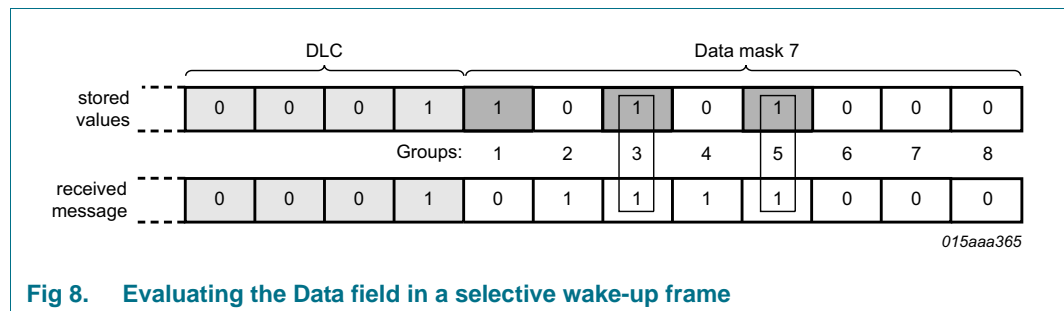 DLC Data mask 7
stored values 0 0 0 1 1 0 1 0 1 0 0 0
Groups: 1 2 3 4 5 6 7 8
received message 0 0 0 1 0 1 1 1 1 0 0 0
015aaa365
Fig 8. Evaluating the Data field in a selective wake-up frame